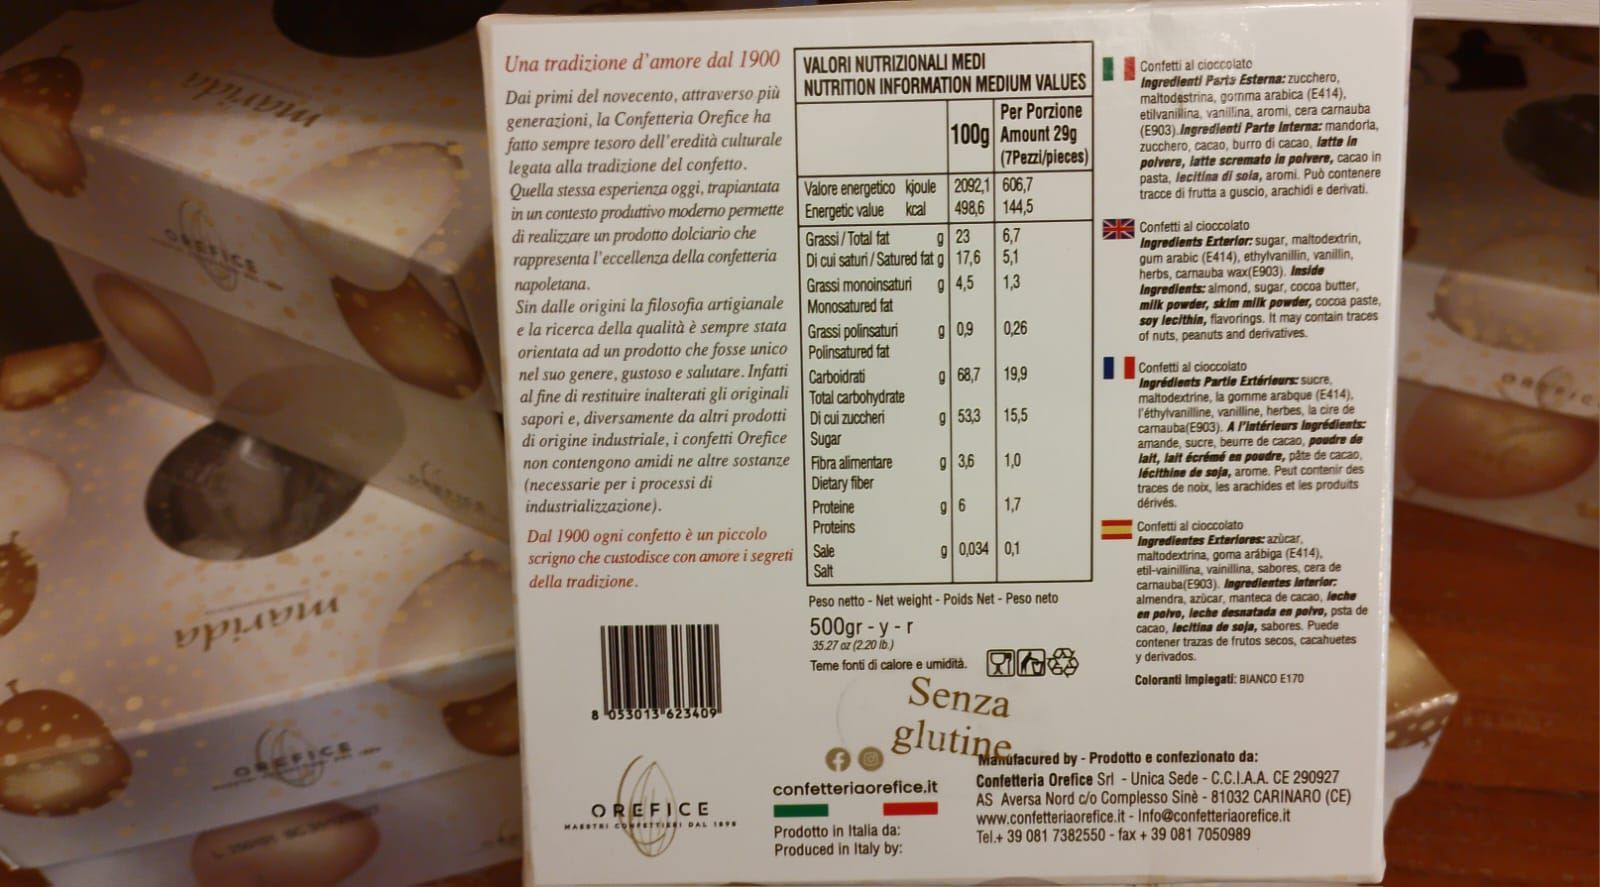 Una tradizione d'amore dal 1900
Dai primi del novecento, attraverso più
generazioni, la Confetteria Orefice ha
fatto sempre tesoro dell'eredità culturale
legata alla tradizione del confetto.
Quella stessa esperienza oggi, trapiantata
in un contesto produttivo moderno permette
di realizzare un prodotto dolciario che
rappresenta l'eccellenza della confetteria
napoletana.
Sin dalle origini la filosofia artigianale
e la ricerca della qualità è sempre stata
orientata ad un prodotto che fosse unico
nel suo genere, gustoso e salutare. Infatti
al fine di restituire inalterati gli originali
sapori e, diversamente da altri prodotti
di origine industriale, i confetti Orefice
non contengono amidi ne altre sostanze
(necessarie per i processi di
industrializzazione).
Dal 1900 ogni confetto è un piccolo
scrigno che custodisce con amore i segreti
della tradizione.
8 053013 623409
OREFICE
MAESTRI CONFETTIERI DAL 1898
VALORI NUTRIZIONALI MEDI
NUTRITION INFORMATION MEDIUM VALUES
100g Per Porzione
Amount 29g
(7Pezzi/pieces)
Valore energetico kjoule 2092,1 606,7
Energetic value kcal 498,6 144,5
Grassi / Total fat g 23 6,7
Di cui saturi / Satured fat g 17,6 5,1
Grassi monoinsaturi g 4,5 1,3
Monosatured fat
Grassi polinsaturi g 0,9 0,26
Polinsatured fat
Carboidrati g 68,7 19,9
Total carbohydrate
Di cui zuccheri g 53,3 15,5
Sugar
Fibra alimentare g 3,6 1,0
Dietary fiber
Proteine g 6 1,7
Proteins
Sale g 0,034 0,1
Salt
Peso netto - Net weight - Poids Net - Peso neto
500gr - y - r
35.27 oz (2.20 lb.)
Teme fonti di calore e umidità.
Senza
glutine
confetteriaorefice.it
Prodotto in Italia da:
Produced in Italy by:
Confetti al cioccolato
Ingredienti Parte Esterna: zucchero,
maltodestrina, gomma arabica (E414),
etilvanillina, vanillina, aromi, cera carnauba
(E903). Ingredienti Parte Interna: mandorla,
zucchero, cacao, burro di cacao, latte in
polvere, latte scremato in polvere, cacao in
pasta, lecitina di soia, aromi. Può contenere
tracce di frutta a guscio, arachidi e derivati.
Confetti al cioccolato
Ingredients Exterior: sugar, maltodextrin,
gum arabic (E414), ethylvanillin, vanillin,
herbs, carnauba wax(E903). Inside
Ingredients: almond, sugar, cocoa butter,
milk powder, skim milk powder, cocoa paste,
soy lecithin, flavorings. It may contain traces
of nuts, peanuts and derivatives.
Confetti al cioccolato
Ingrédients Partie Extérieurs: sucre,
maltodextrine, la gomme arabque (E414),
l'éthylvanilline, vanilline, herbes, la cire de
carnauba(E903). A l'intérieurs Ingrédients:
amande, sucre, beurre de cacao, poudre de
lait, lait écrémé en poudre, pâte de cacao,
lécithine de soja, arome. Peut contenir des
traces de noix, les arachides et les produits
dérivés.
Confetti al cioccolato
Ingredientes Exteriores: azùcar,
maltodextrina, goma aràbiga (E414),
etil-vainillina, vainillina, sabores, cera de
carnauba(E903). Ingredientes Interior:
almendra, azùcar, manteca de cacao, leche
en polvo, leche desnatada en polvo, psta de
cacao, lecitina de soja, sabores. Puede
contener trazas de frutos secos, cacahuetes
y derivados.
Coloranti Impiegati: BIANCO E170
Manufacured by - Prodotto e confezionato da:
Confetteria Orefice Srl - Unica Sede - C.C.I.A.A. CE 290927
AS Aversa Nord c/o Complesso Sinè - 81032 CARINARO (CE)
www.confetteriaorefice.it - Info@confetteriaorefice.it
Tel.+ 39 081 7382550 - fax + 39 081 7050989
marida
OREFICE
marida
OREFICE